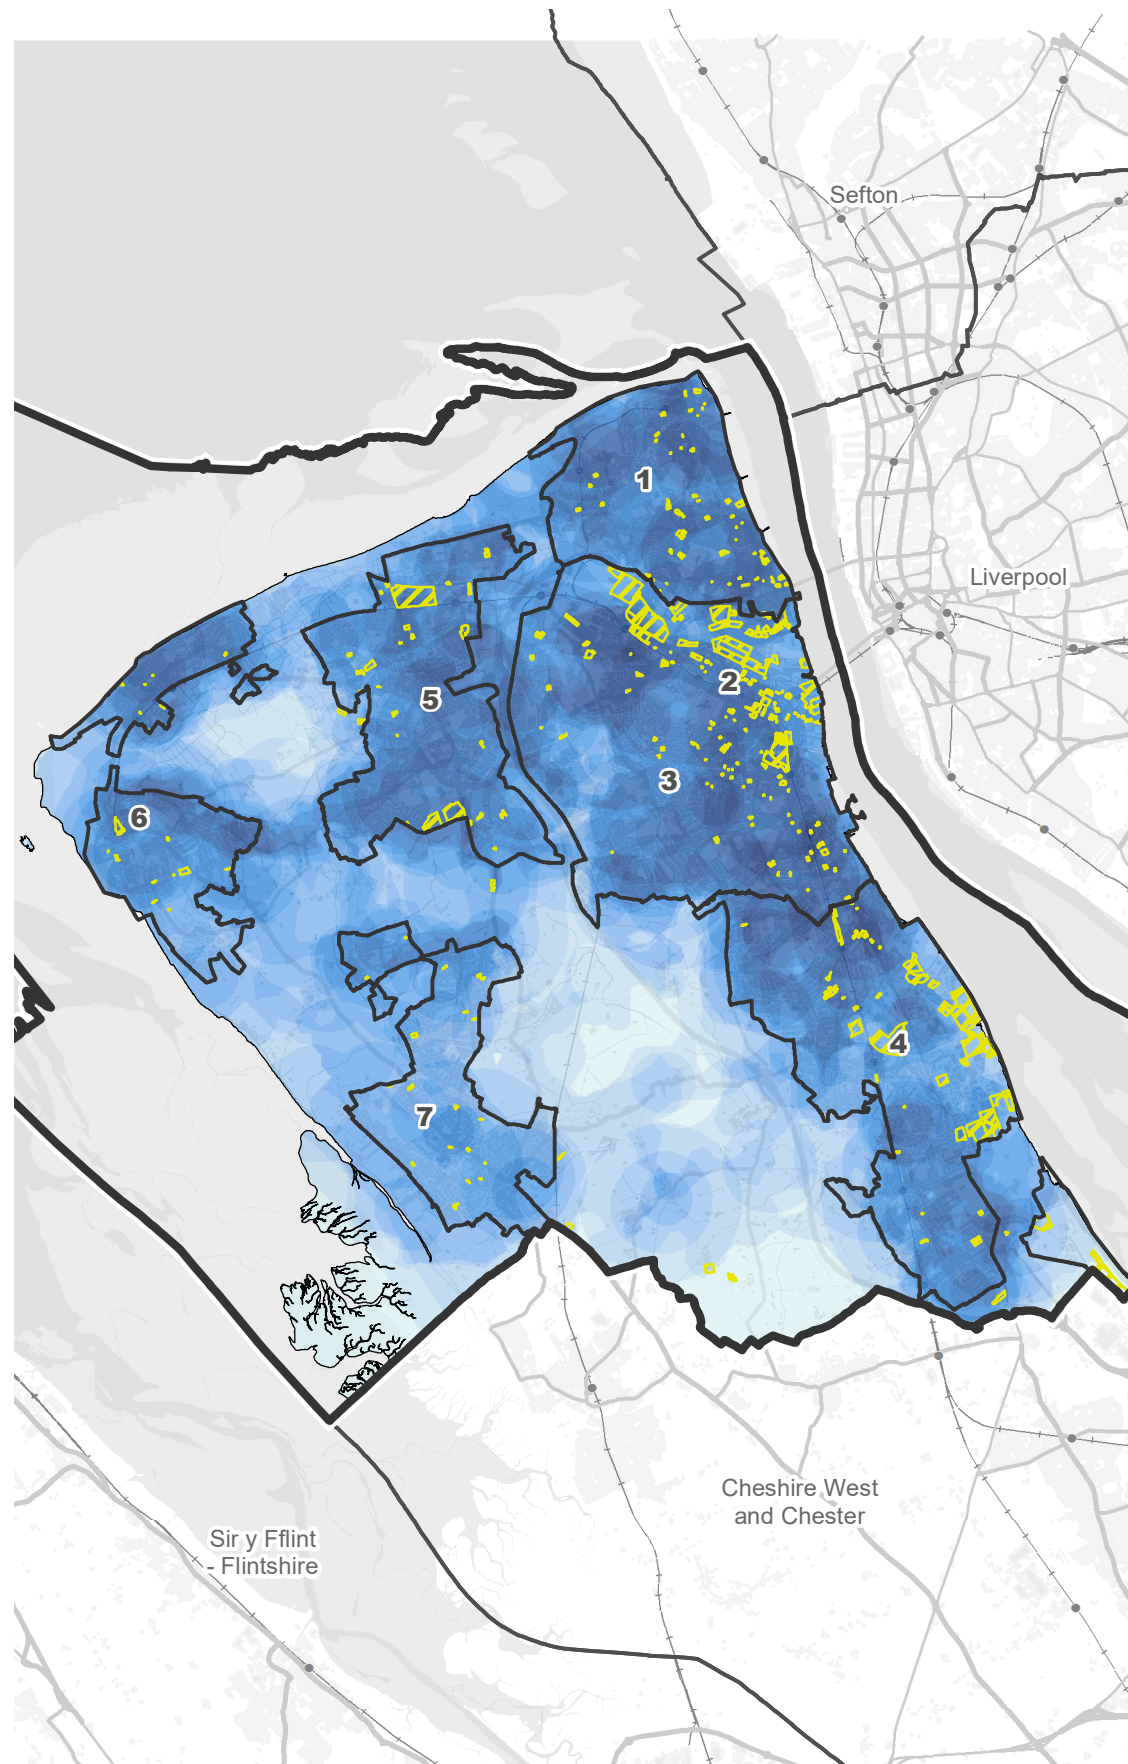 Sefton
1
Liverpool
2
5
3
6
4
7
Cheshire West
and Chester
Sir y Fflint
- Flintshire